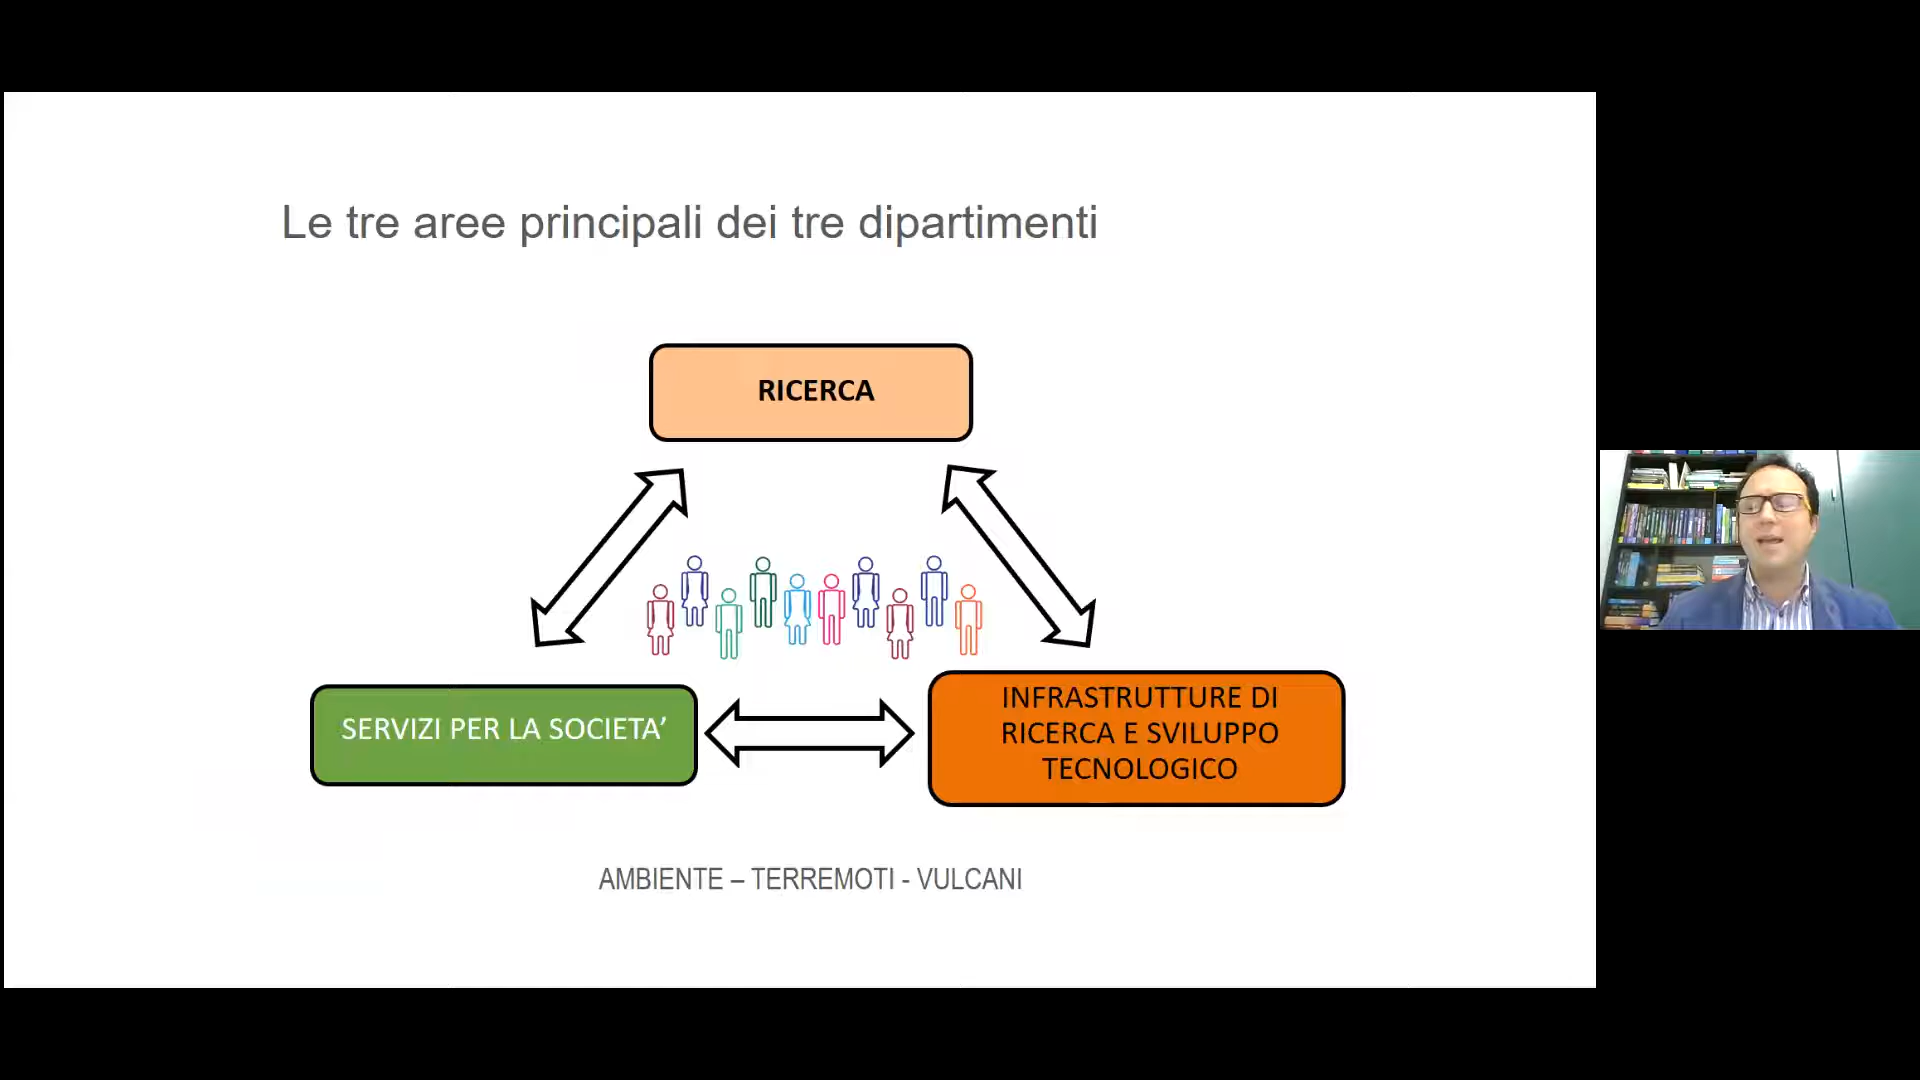 Le tre aree principali dei tre dipartimenti
RICERCA
SERVIZI PER LA SOCIETA’
INFRASTRUTTURE DI
RICERCA E SVILUPPO
TECNOLOGICO
AMBIENTE – TERREMOTI - VULCANI